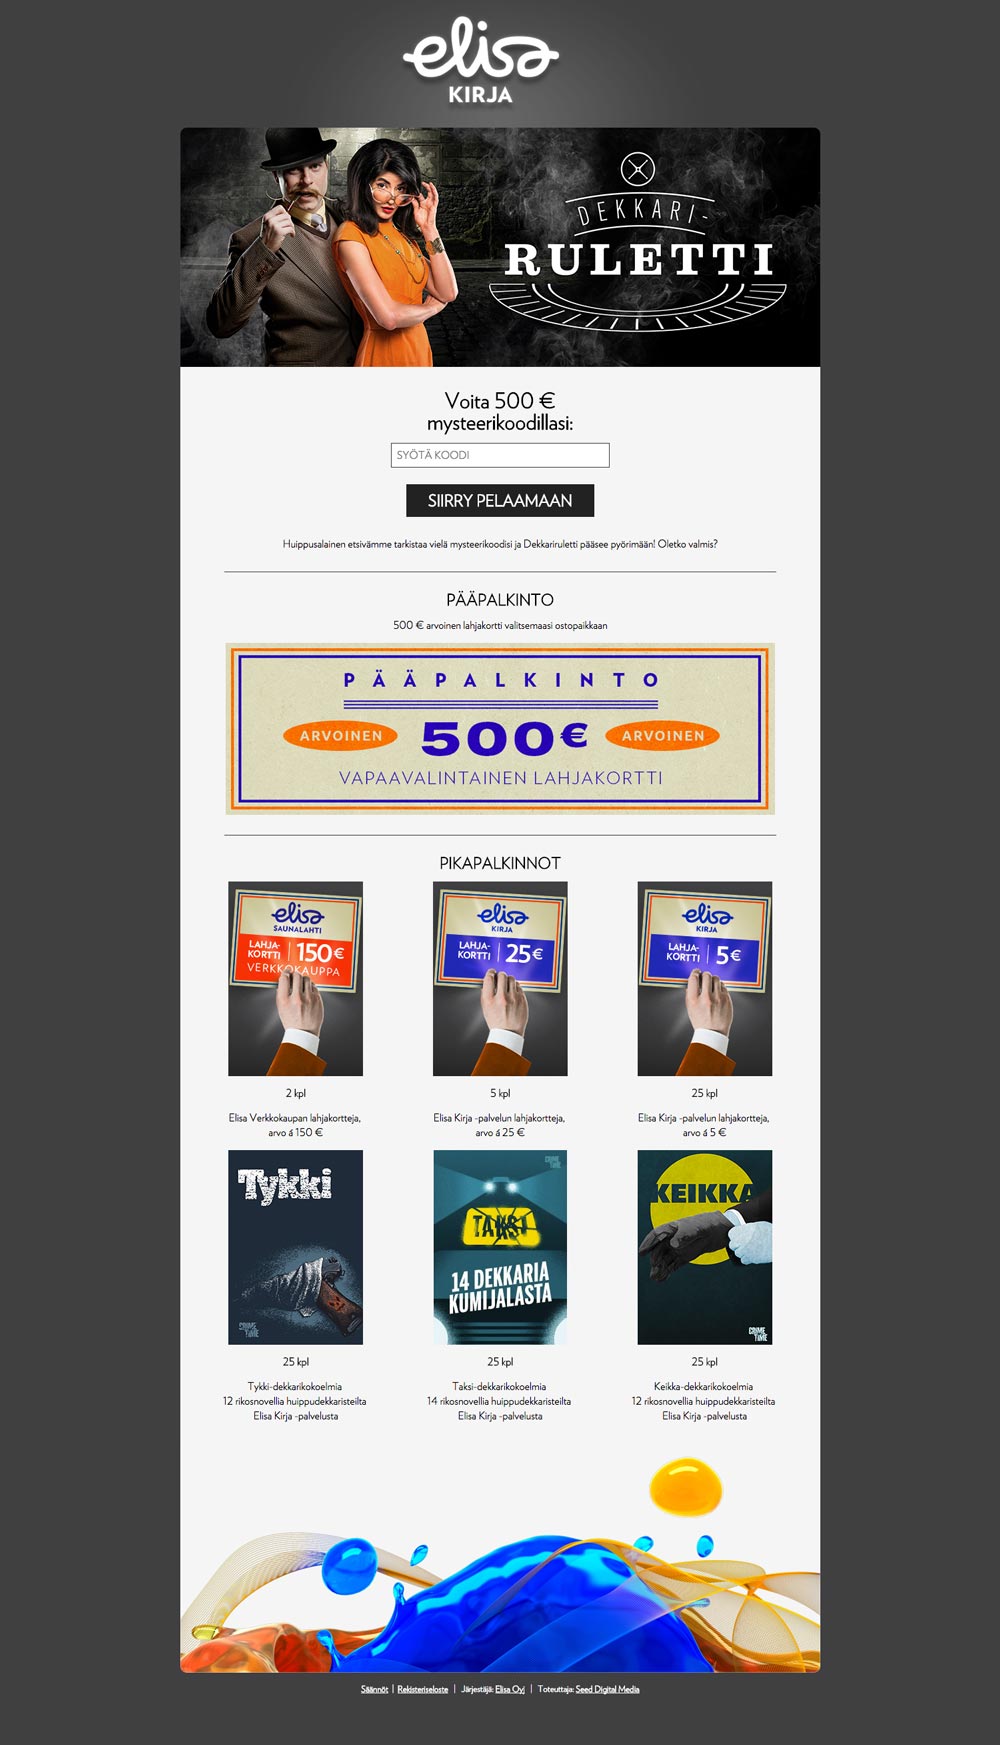 elisa
KIRJA
DEKKARI-
RULETTI
Voita 500 €
mysteerikoodillasi:
SYÖTÄ KOODI
SIIRRY PELAAMAAN
Huippusalainen etsivämme tarkistaa vielä mysteerikoodisi ja Dekkariruletti pääsee pyörimään! Oletko valmis?
PÄÄPALKINTO
500 € arvoinen lahjakortti valitsemaasi ostopaikkaan
PÄÄPALKINTO
ARVOINEN 500€ ARVOINEN
VAPAAVALINTAINEN LAHJAKORTTI
PIKAPALKINNOT
elisa
SAUNALAHTI
LAHJA-
KORTTI 150€
VERKKOKAUPPA
elisa
KIRJA
LAHJA-
KORTTI 25€
elisa
KIRJA
LAHJA-
KORTTI 5€
2 kpl
Elisa Verkkokaupan lahjakortteja,
arvo á 150 €
5 kpl
Elisa Kirja -palvelun lahjakortteja,
arvo á 25 €
25 kpl
Elisa Kirja -palvelun lahjakortteja,
arvo á 5 €
Tykki
CRIME
TIME
CRIME
TIME
TAKSI
14 DEKKARIA
KUMIJALASTA
KEIKKA
CRIME
TIME
25 kpl
Tykki-dekkarikokoelmia
12 rikosnovellia huippudekkaristeilta
Elisa Kirja -palvelusta
25 kpl
Taksi-dekkarikokoelmia
14 rikosnovellia huippudekkaristeilta
Elisa Kirja -palvelusta
25 kpl
Keikka-dekkarikokoelmia
12 rikosnovellia huippudekkaristeilta
Elisa Kirja -palvelusta
Säännöt | Rekisteriseloste | Järjestäjä: Elisa Oyj | Toteuttaja: Seed Digital Media